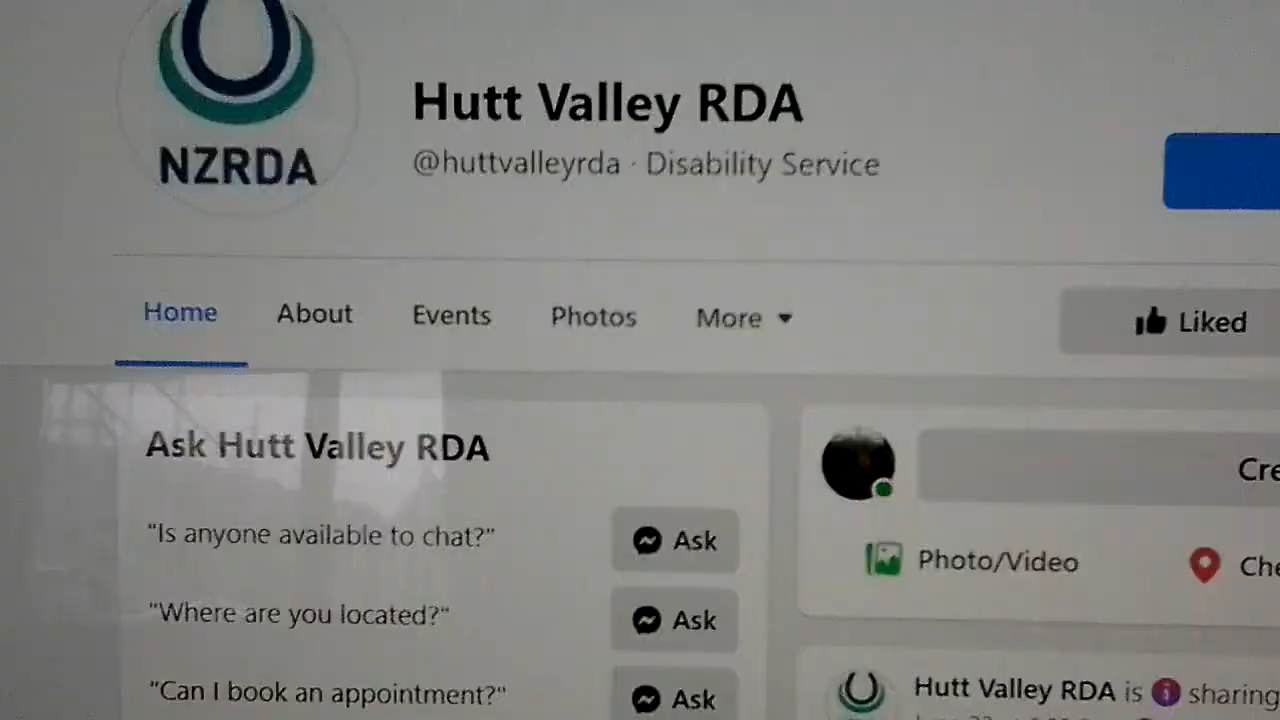 NZRDA
Hutt Valley RDA
@huttvalleyrda · Disability Service
Home About Events Photos More
Liked
Ask Hutt Valley RDA
"Is anyone available to chat?" Ask
"Where are you located?" Ask
"Can I book an appointment?" Ask
Cre
Photo/Video Che
Hutt Valley RDA is sharing